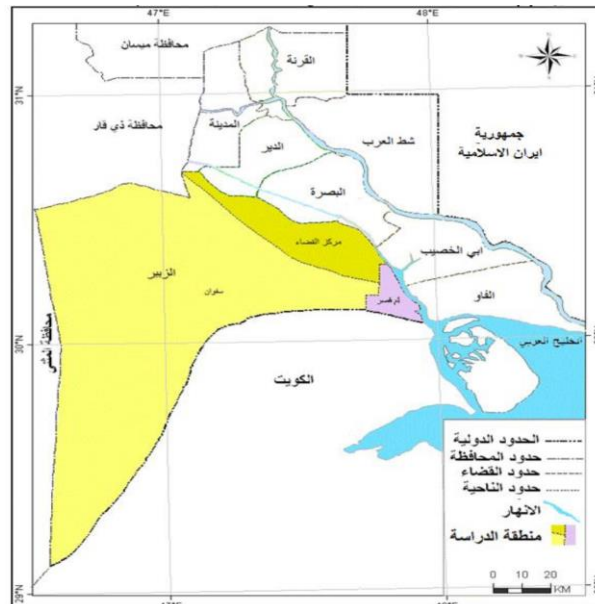 47°E
48°E
محافظة ميسان
القرنة
31°N
المدينة
محافظة ذي قار
الدير
شط العرب
جمهورية
ايران الاسلامية
البصرة
مركز القضاء
ابي الخصيب
الزبير
سفوان
ام قصر
الفاو
محافظة المثنى
30°N
الخليج العربي
الكويت
الحدود الدولية
حدود المحافظة
حدود القضاء
حدود الناحية
الانهار
منطقة الدراسة
0 10 20
KM
29°N